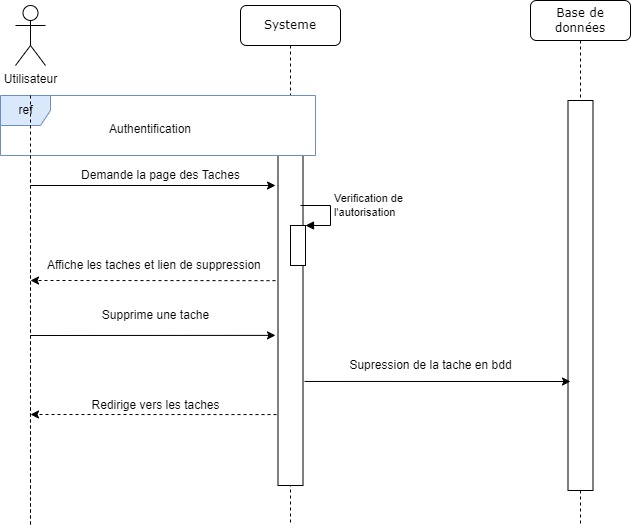 Systeme
Base de
données
Utilisateur
ref
Authentification
Demande la page des Taches
Verification de
l'autorisation
Affiche les taches et lien de suppression
Supprime une tache
Supression de la tache en bdd
Redirige vers les taches